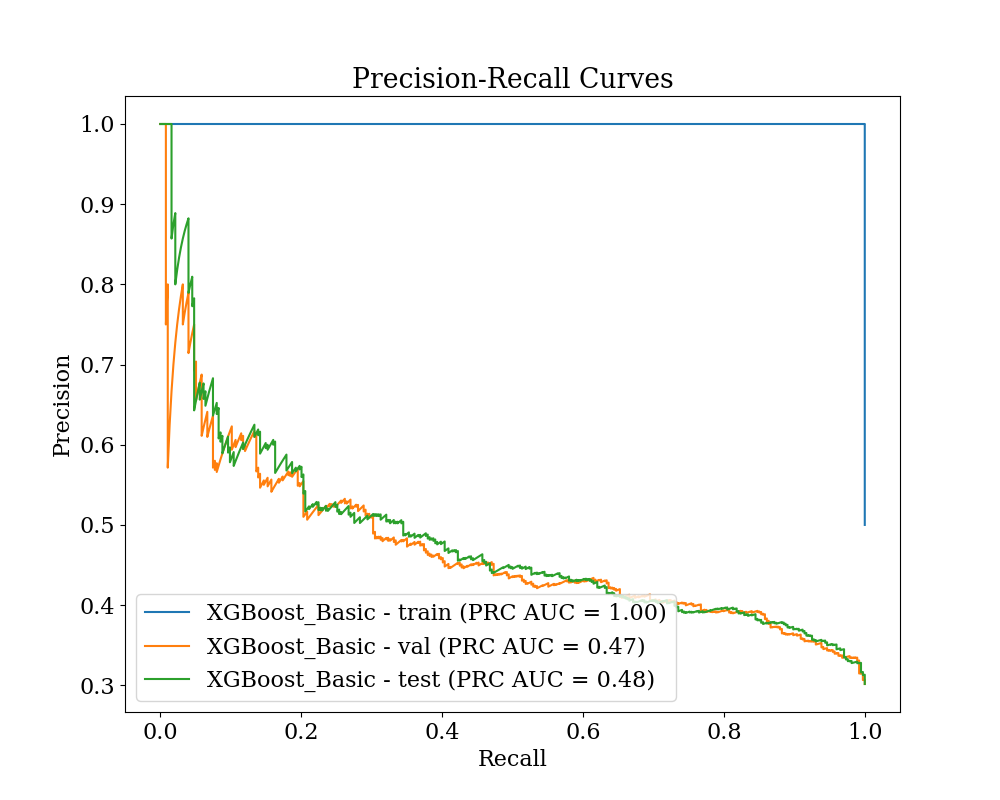 Precision-Recall Curves
1.0
0.9
0.8
0.7
0.6
0.5
0.4
0.3
Precision
XGBoost_Basic - train (PRC AUC = 1.00)
XGBoost_Basic - val (PRC AUC = 0.47)
XGBoost_Basic - test (PRC AUC = 0.48)
0.0 0.2 0.4 0.6 0.8 1.0
Recall